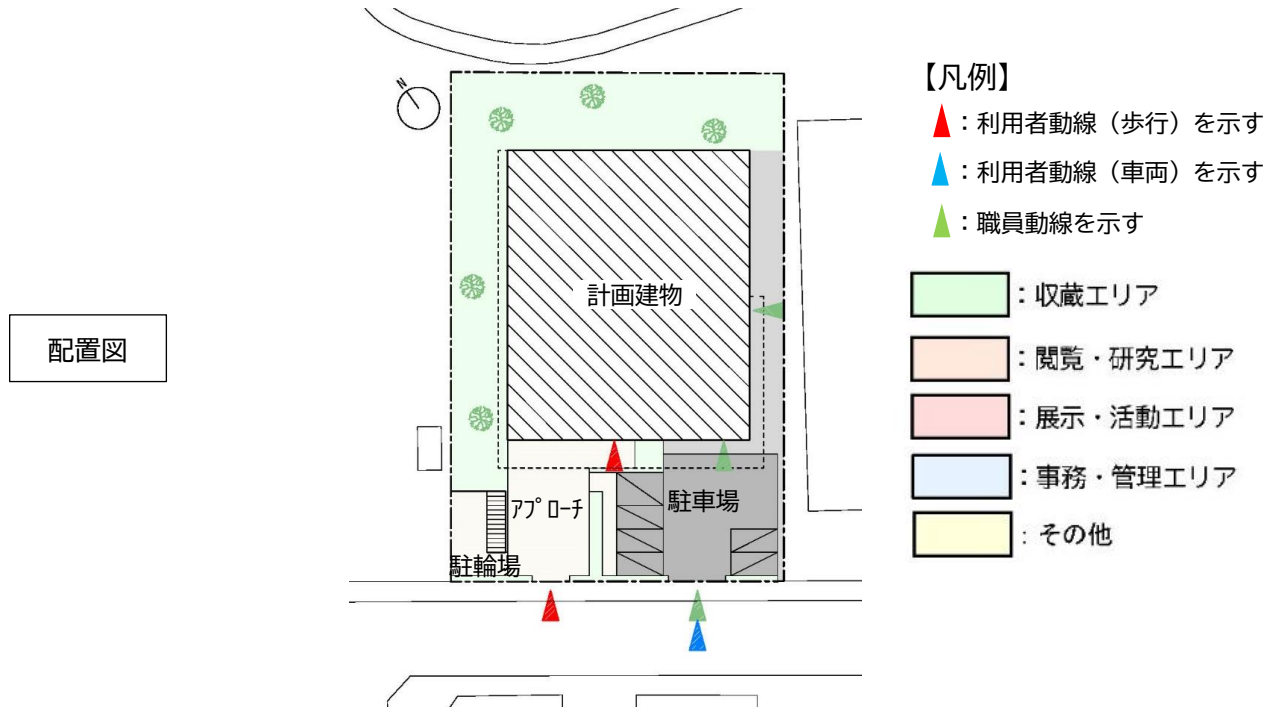 配置図
N
計画建物
アプローチ
駐車場
駐輪場
【凡例】
：利用者動線（歩行）を示す
：利用者動線（車両）を示す
：職員動線を示す
：収蔵エリア
：閲覧・研究エリア
：展示・活動エリア
：事務・管理エリア
：その他